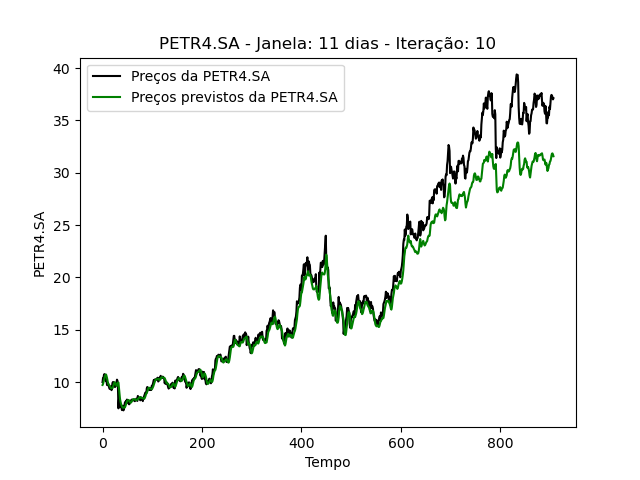 PETR4.SA - Janela: 11 dias - Iteração: 10
Preços da PETR4.SA
Preços previstos da PETR4.SA
PETR4.SA
40
35
30
25
20
15
10
0 200 400 600 800
Tempo